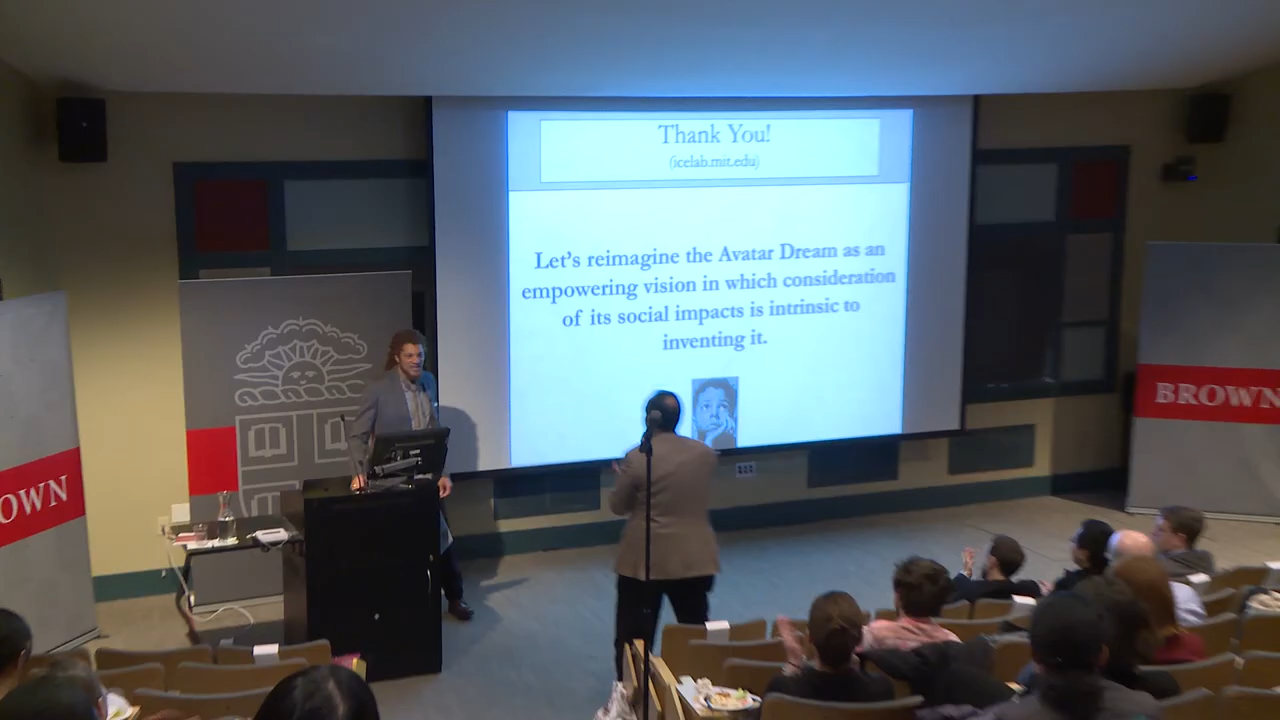 Thank You!
(icelab.mit.edu)
Let's reimagine the Avatar Dream as an
empowering vision in which consideration
of its social impacts is intrinsic to
inventing it.
OWN
BROWN